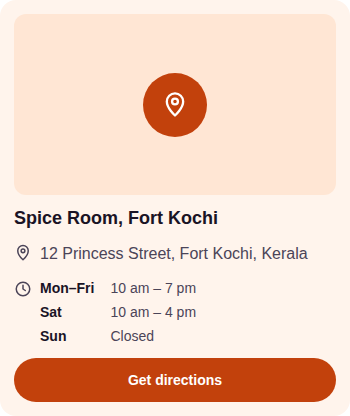 Spice Room, Fort Kochi
12 Princess Street, Fort Kochi, Kerala
Mon–Fri 10 am – 7 pm
Sat 10 am – 4 pm
Sun Closed
Get directions